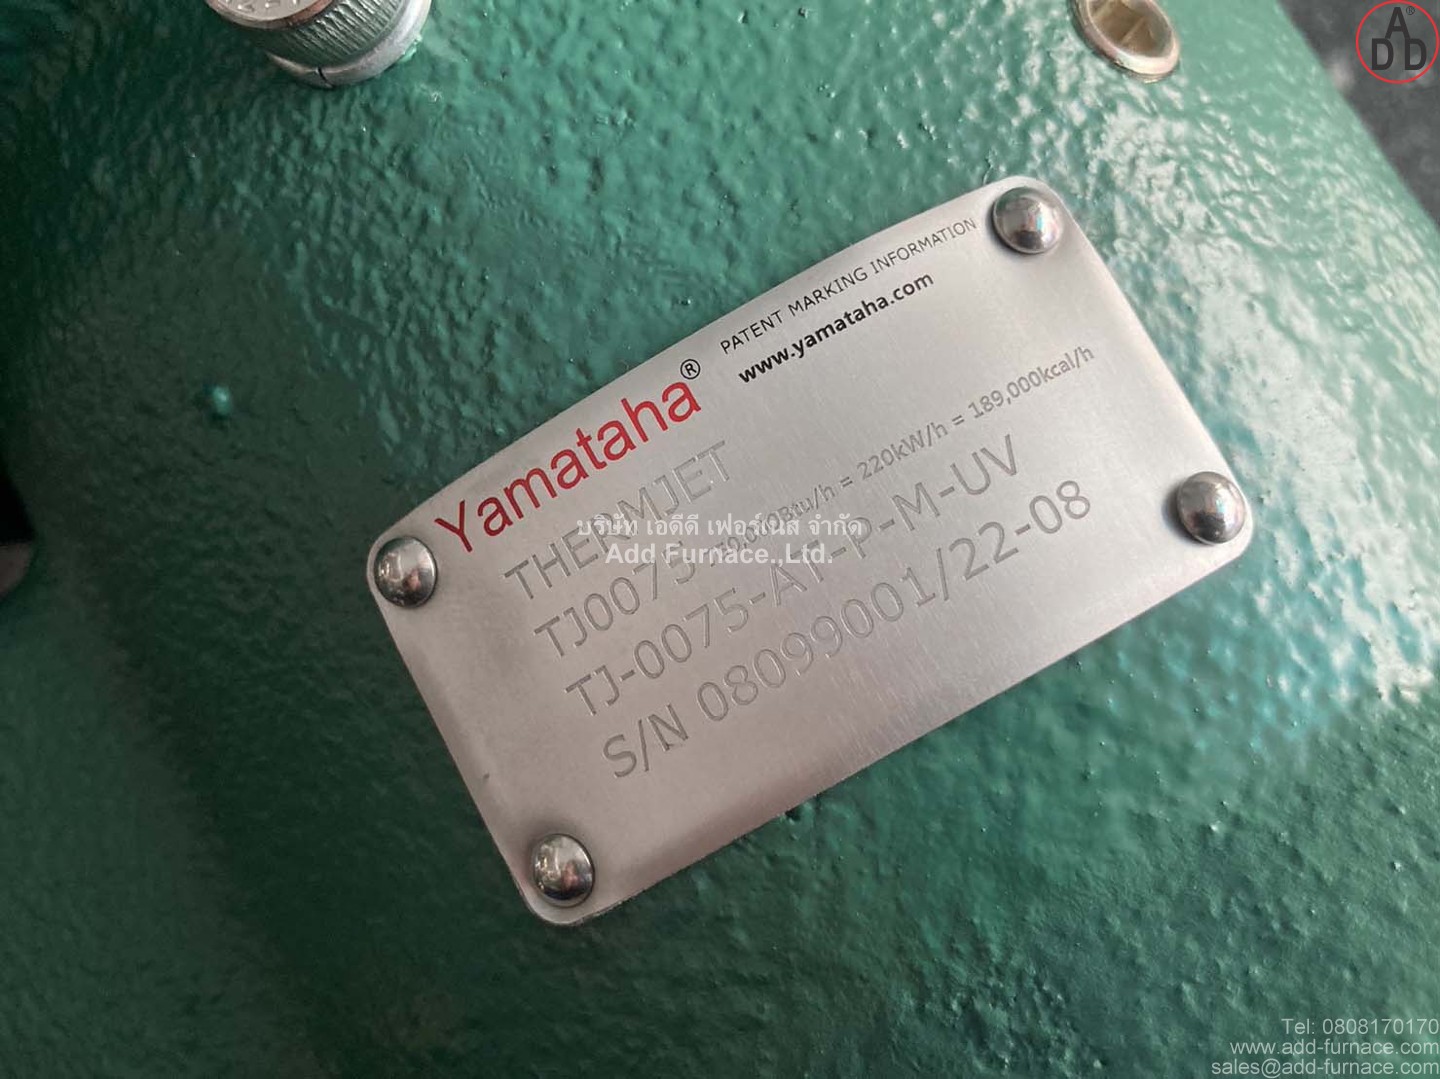 ADD®
PATENT MARKING INFORMATION
www.yamataha.com
Yamataha®
THERMJET
TJ0075 = 220kW/h = 189,000kcal/h
TJ-0075-AT-P-M-UV
S/N 08099001/22-08
บริษัท เอดีดี เฟอร์เนส จำกัด
Add Furnace.,Ltd.
Tel: 0808170170
www.add-furnace.com
sales@add-furnace.com